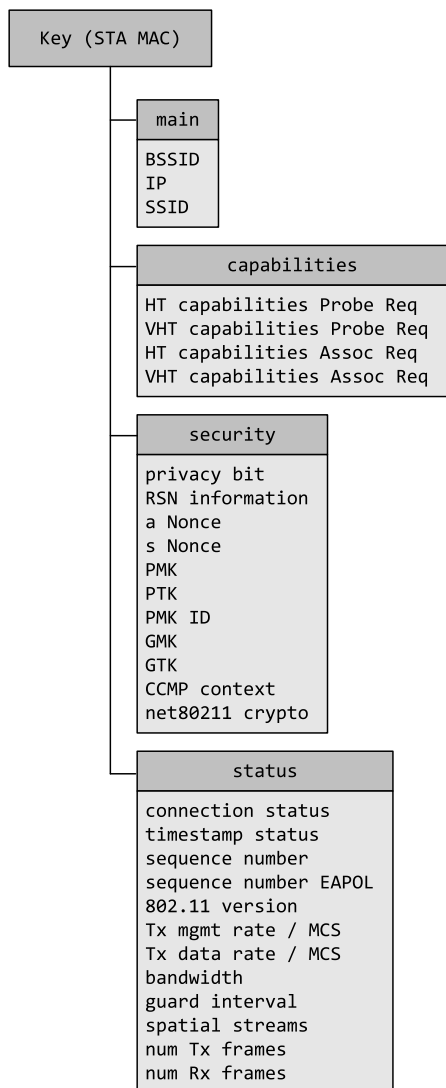 Key (STA MAC)
main
BSSID
IP
SSID
capabilities
HT capabilities Probe Req
VHT capabilities Probe Req
HT capabilities Assoc Req
VHT capabilities Assoc Req
security
privacy bit
RSN information
a Nonce
s Nonce
PMK
PTK
PMK ID
GMK
GTK
CCMP context
net80211 crypto
status
connection status
timestamp status
sequence number
sequence number EAPOL
802.11 version
Tx mgmt rate / MCS
Tx data rate / MCS
bandwidth
guard interval
spatial streams
num Tx frames
num Rx frames